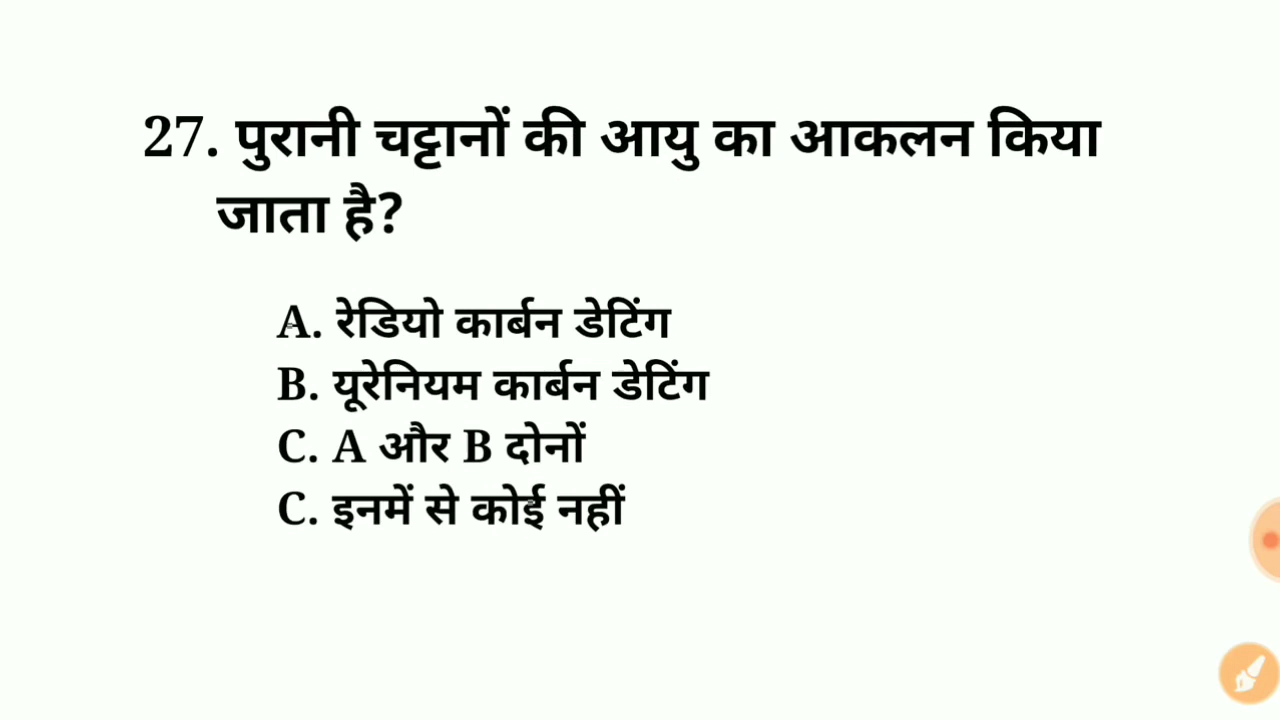 27. पुरानी चट्टानों की आयु का आकलन किया
जाता है?
A. रेडियो कार्बन डेटिंग
B. यूरेनियम कार्बन डेटिंग
C. A और B दोनों
C. इनमें से कोई नहीं